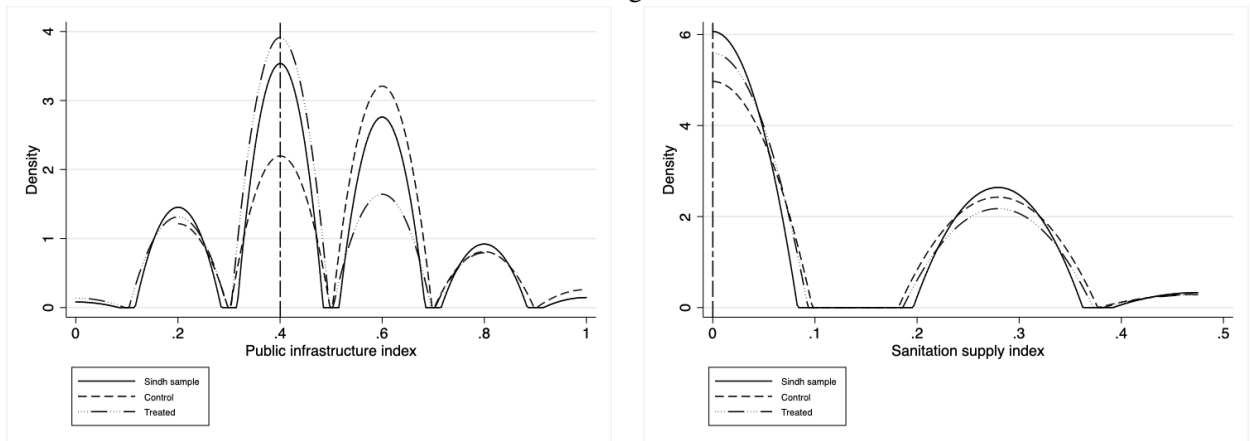 4
3
2
1
0
Density
0 .2 .4 .6 .8 1
Public infrastructure index
Sindh sample
Control
Treated
6
4
2
0
Density
0 .1 .2 .3 .4 .5
Sanitation supply index
Sindh sample
Control
Treated